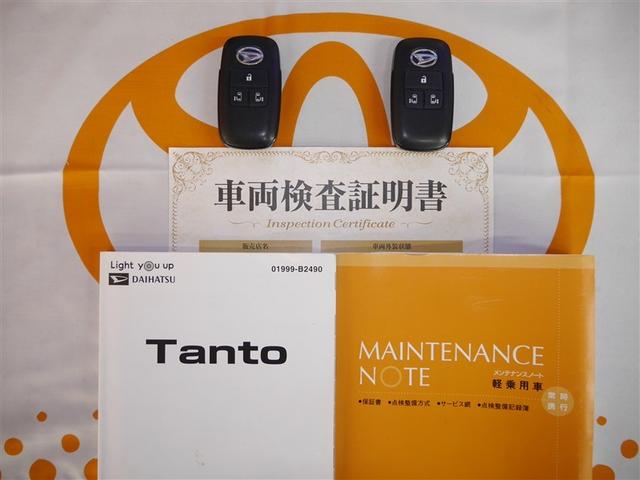 車両検査証明書
Inspection Certificate
販売店名
車両外装状態
Light you up
DAIHATSU
01999-B2490
Tanto
MAINTENANCE
NOTE
メンテナンスノート
軽乗用車
•保証書 •点検整備方式 •サービス網 •点検整備記録簿
常時
携行